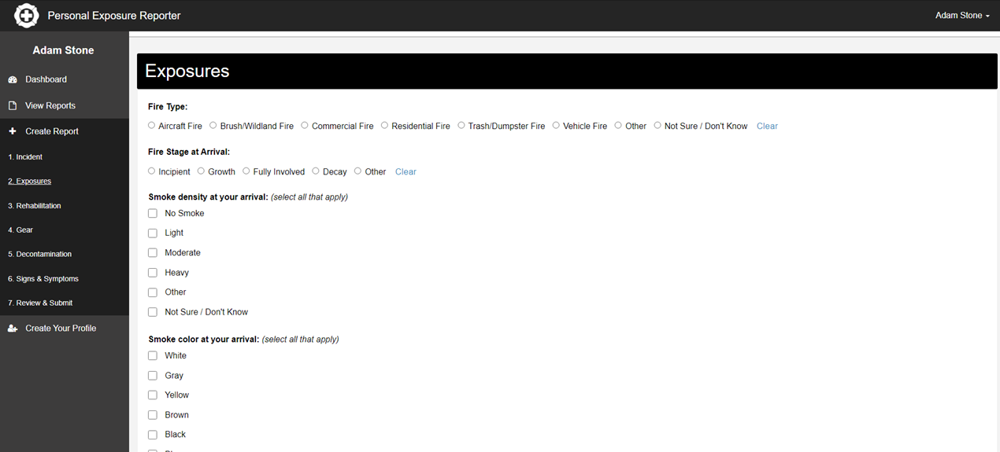 Personal Exposure Reporter
Adam Stone
Adam Stone
Dashboard
View Reports
Create Report
1. Incident
2. Exposures
3. Rehabilitation
4. Gear
5. Decontamination
6. Signs & Symptoms
7. Review & Submit
Create Your Profile
Exposures
Fire Type:
Aircraft Fire Brush/Wildland Fire Commercial Fire Residential Fire Trash/Dumpster Fire Vehicle Fire Other Not Sure / Don't Know Clear
Fire Stage at Arrival:
Incipient Growth Fully Involved Decay Other Clear
Smoke density at your arrival: (select all that apply)
No Smoke
Light
Moderate
Heavy
Other
Not Sure / Don't Know
Smoke color at your arrival: (select all that apply)
White
Gray
Yellow
Brown
Black